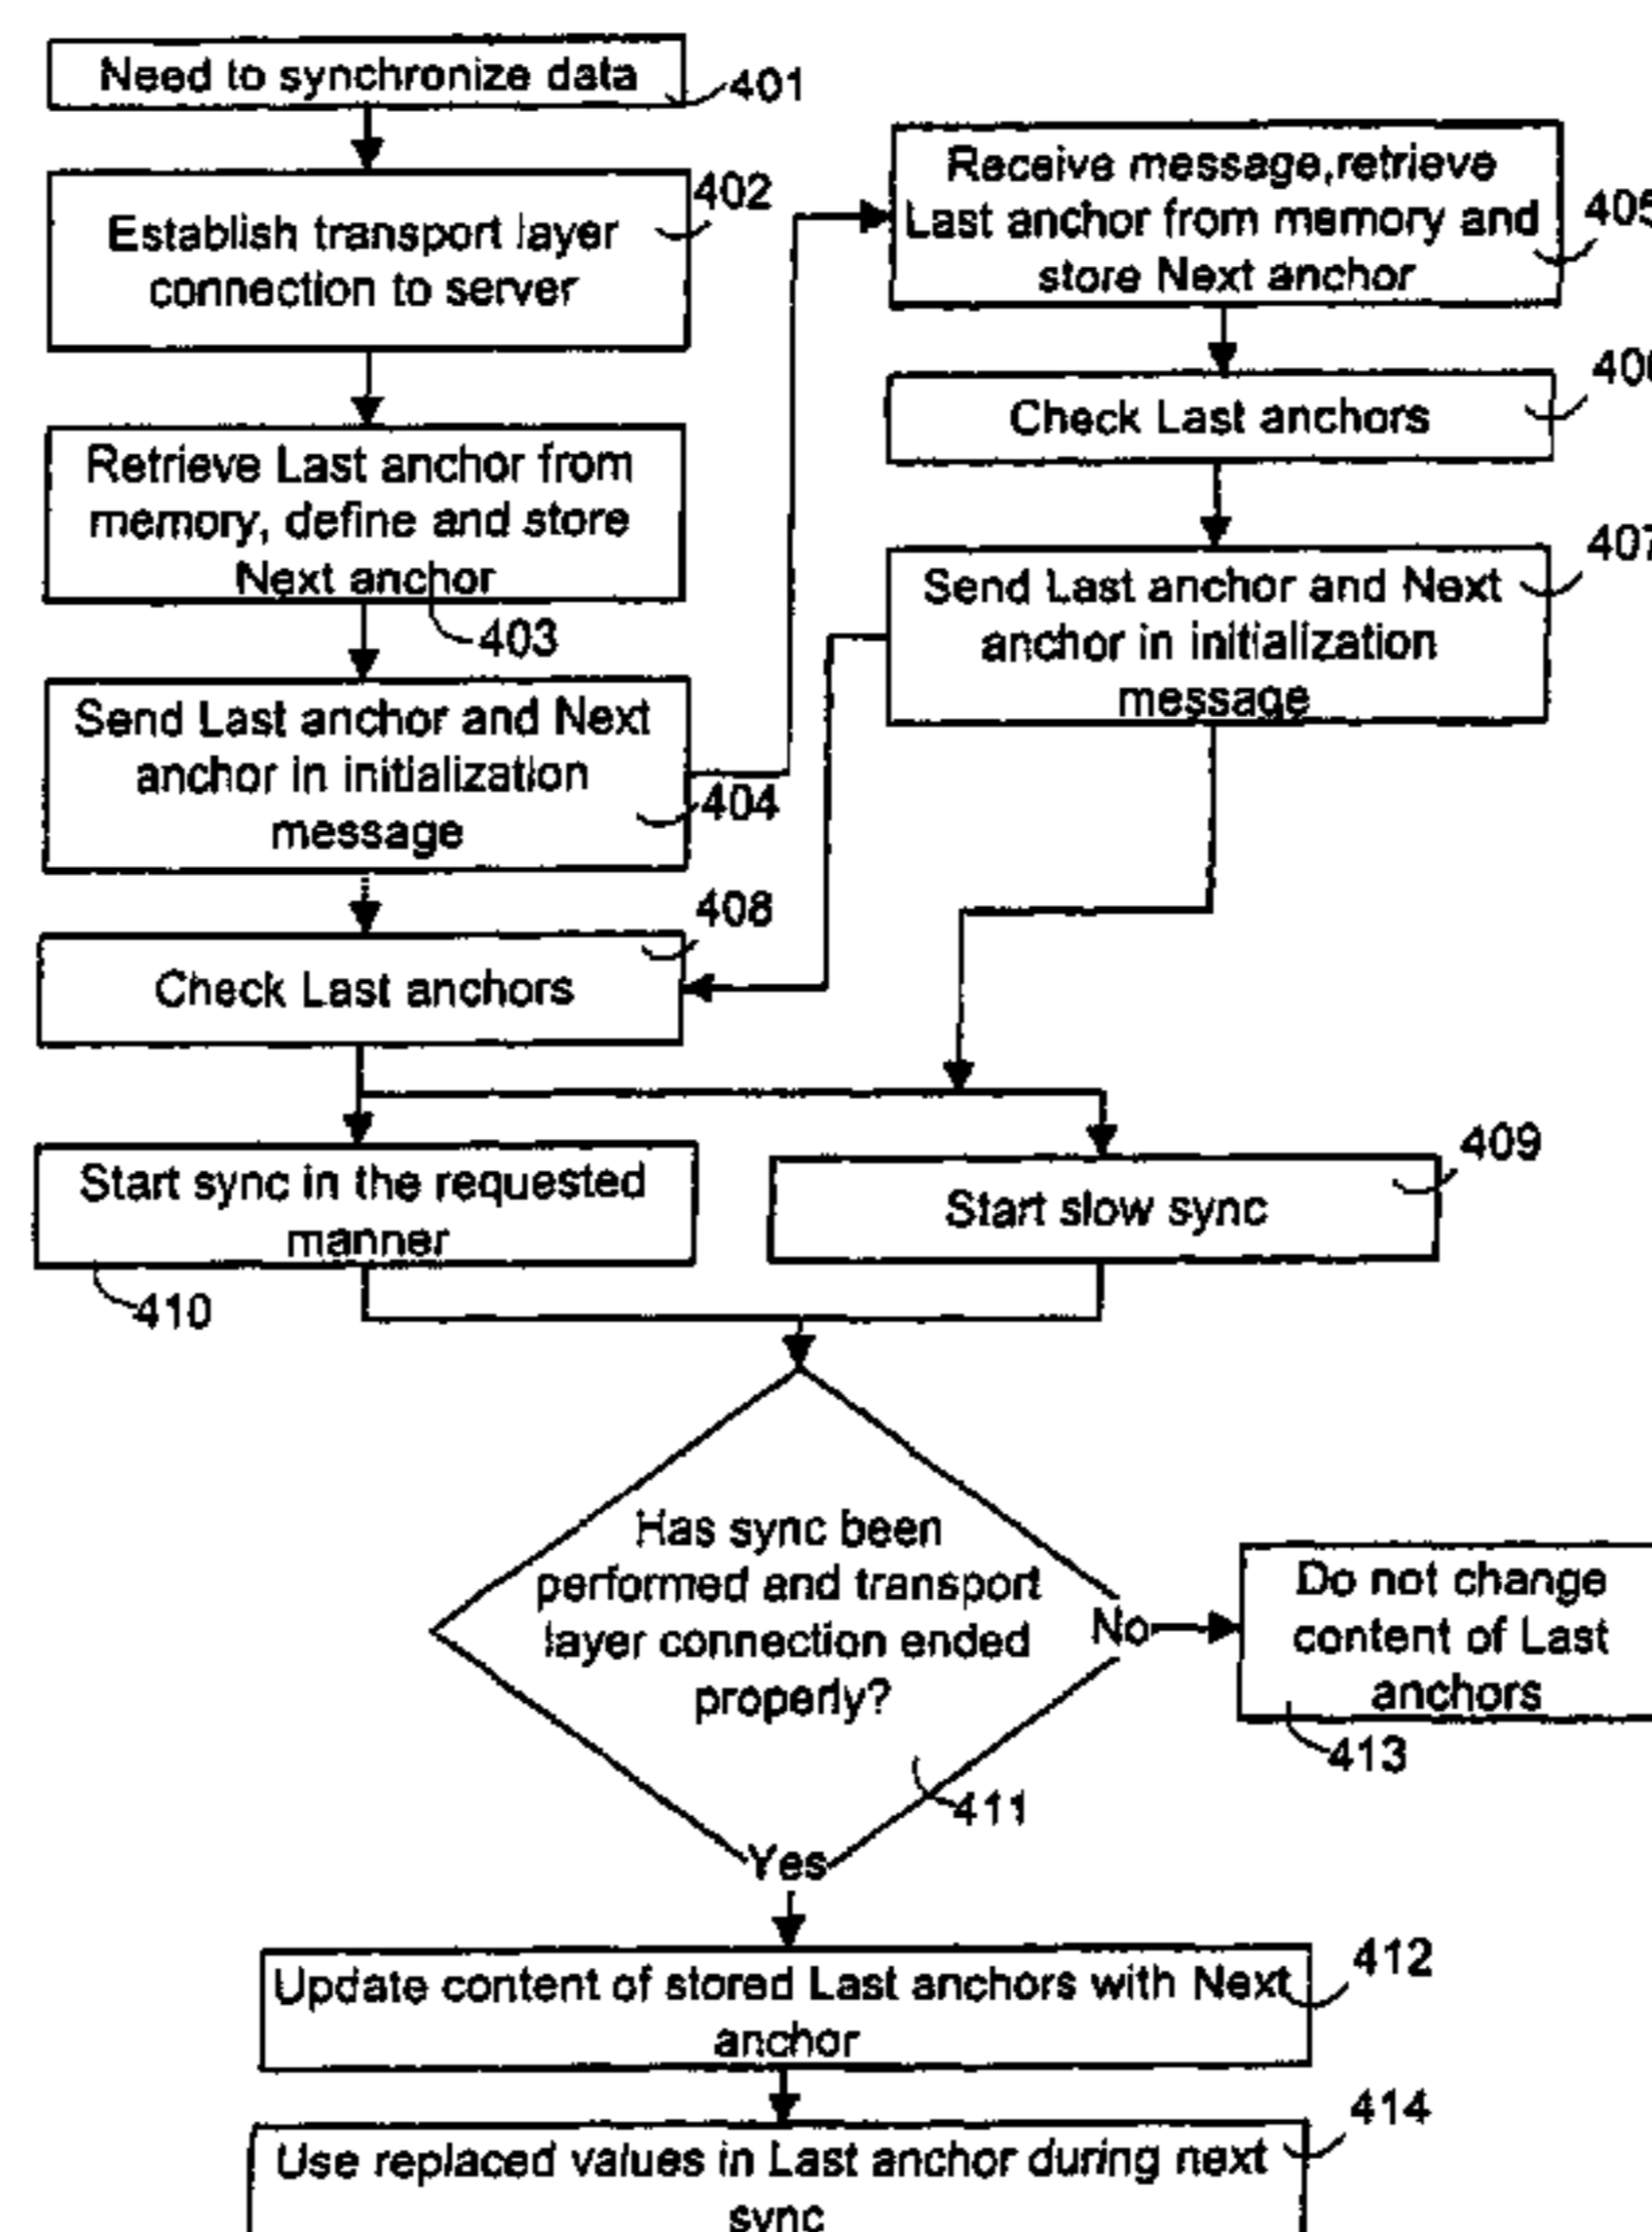 Need to synchronize data
401
Establish transport layer
connection to server
402
Retrieve Last anchor from
memory, define and store
Next anchor
403
Send Last anchor and Next
anchor in initialization
message
404
Receive message,retrieve
Last anchor from memory and
store Next anchor
405
Check Last anchors
406
Send Last anchor and Next
anchor in initialization
message
407
Check Last anchors
408
Start sync in the requested
manner
410
Start slow sync
409
Has sync been
performed and transport
layer connection ended
properly?
411
No
Do not change
content of Last
anchors
413
Yes
Update content of stored Last anchors with Next
anchor
412
Use replaced values in Last anchor during next
sync
414